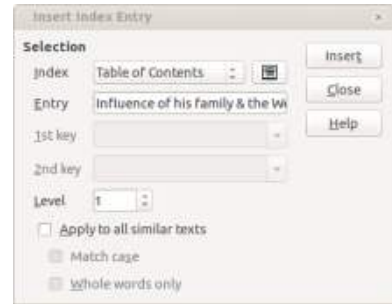 Insert Index Entry
Selection
Index Table of Contents
Entry Influence of his family & the We
1st key
2nd key
Level 1
Apply to all similar texts
Match case
Whole words only
Insert
Close
Help